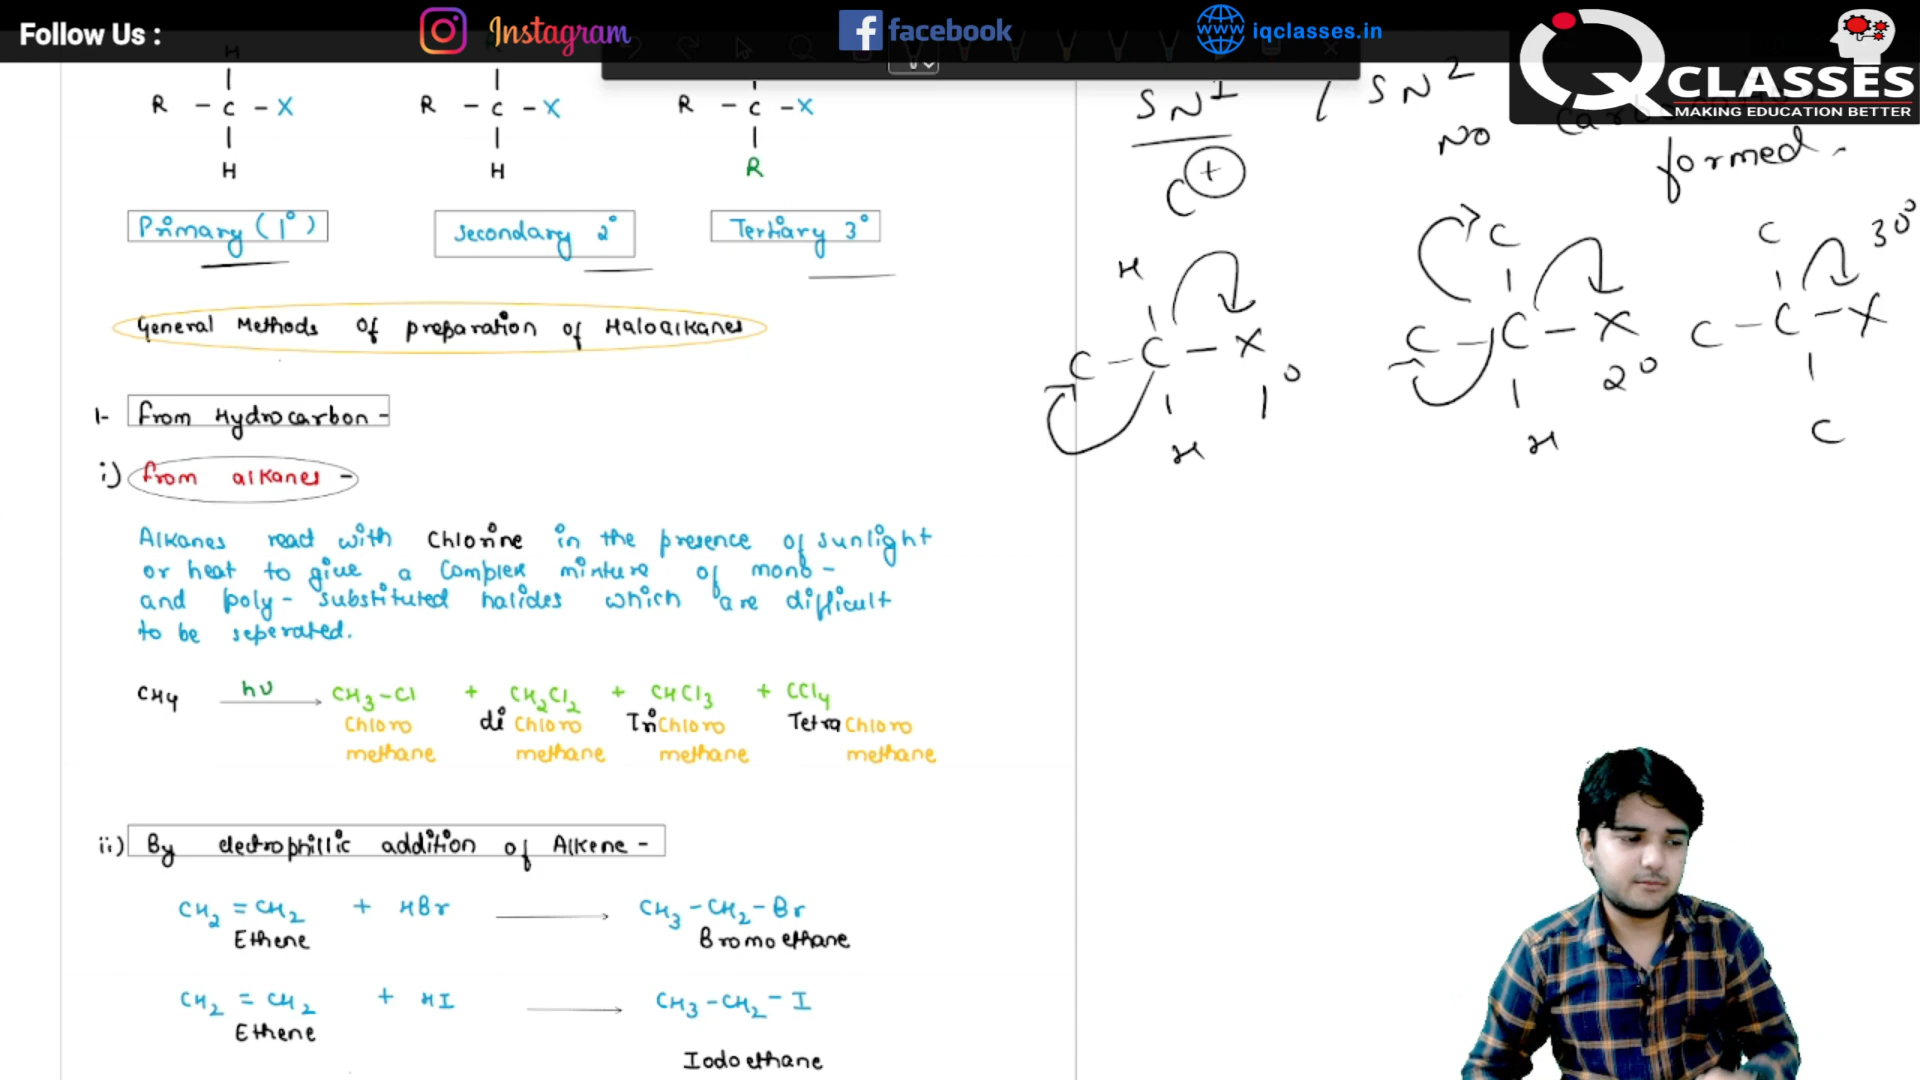 Follow Us :
Instagram
facebook
iqclasses.in
IQ CLASSES
MAKING EDUCATION BETTER
H
R - C - X
H
R - C - X
H
R - C - X
R
Primary (1°)
Secondary 2°
Tertiary 3°
General Methods of preparation of Haloalkanes
1- From Hydrocarbon -
i) From alkanes -
Alkanes react with Chlorine in the presence of sunlight
or heat to give a Complex mixture of mono -
and poly - substituted halides which are difficult
to be seperated.
CH4 hν CH3-Cl + CH2Cl2 + CHCl3 + CCl4
Chloro methane
di Chloro methane
Tri Chloro methane
Tetra Chloro methane
ii) By electrophillic addition of Alkene -
CH2 = CH2 + HBr CH3 - CH2 - Br
Ethene Bromoethane
CH2 = CH2 + HI CH3 - CH2 - I
Ethene
Iodoethane
SN1 / SN2
C+
No
formed.
H
C - C - X
1°
H
C
C - C - X
2°
H
C
3°
C - C - X
C